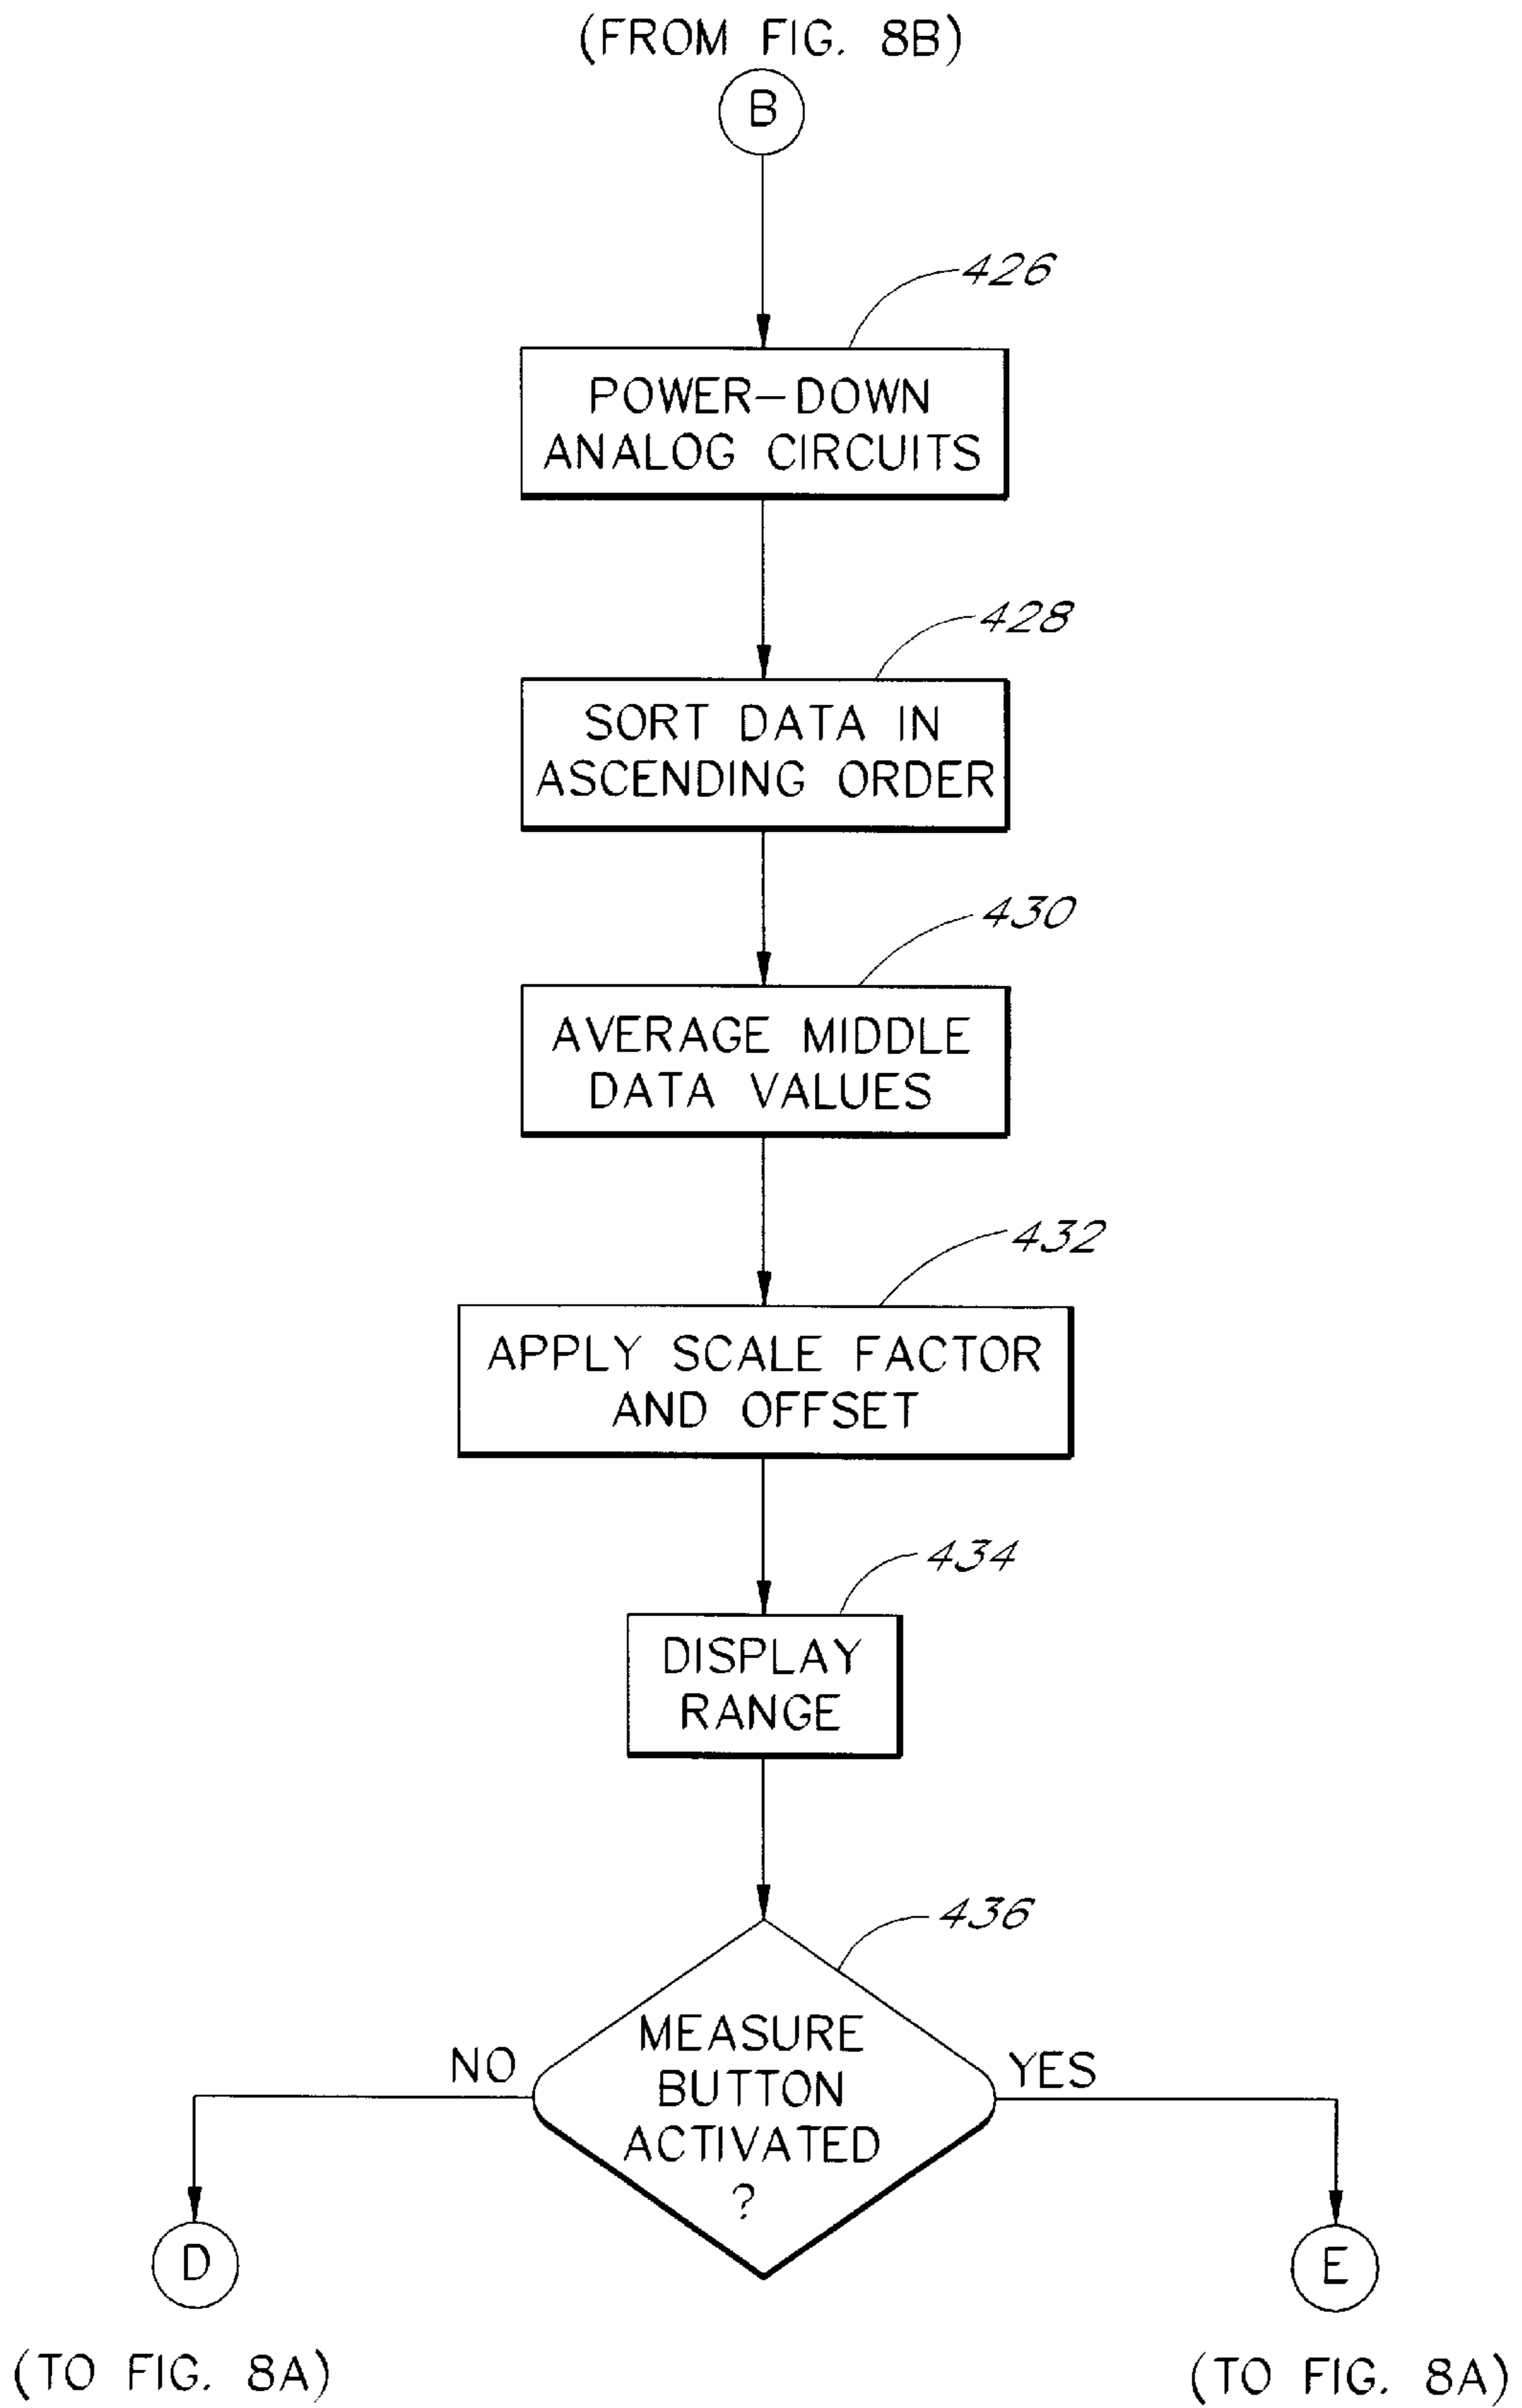 (FROM FIG. 8B)
B
426
POWER-DOWN
ANALOG CIRCUITS
428
SORT DATA IN
ASCENDING ORDER
430
AVERAGE MIDDLE
DATA VALUES
432
APPLY SCALE FACTOR
AND OFFSET
434
DISPLAY
RANGE
436
MEASURE
BUTTON
ACTIVATED
?
NO
YES
D
E
(TO FIG. 8A)
(TO FIG. 8A)